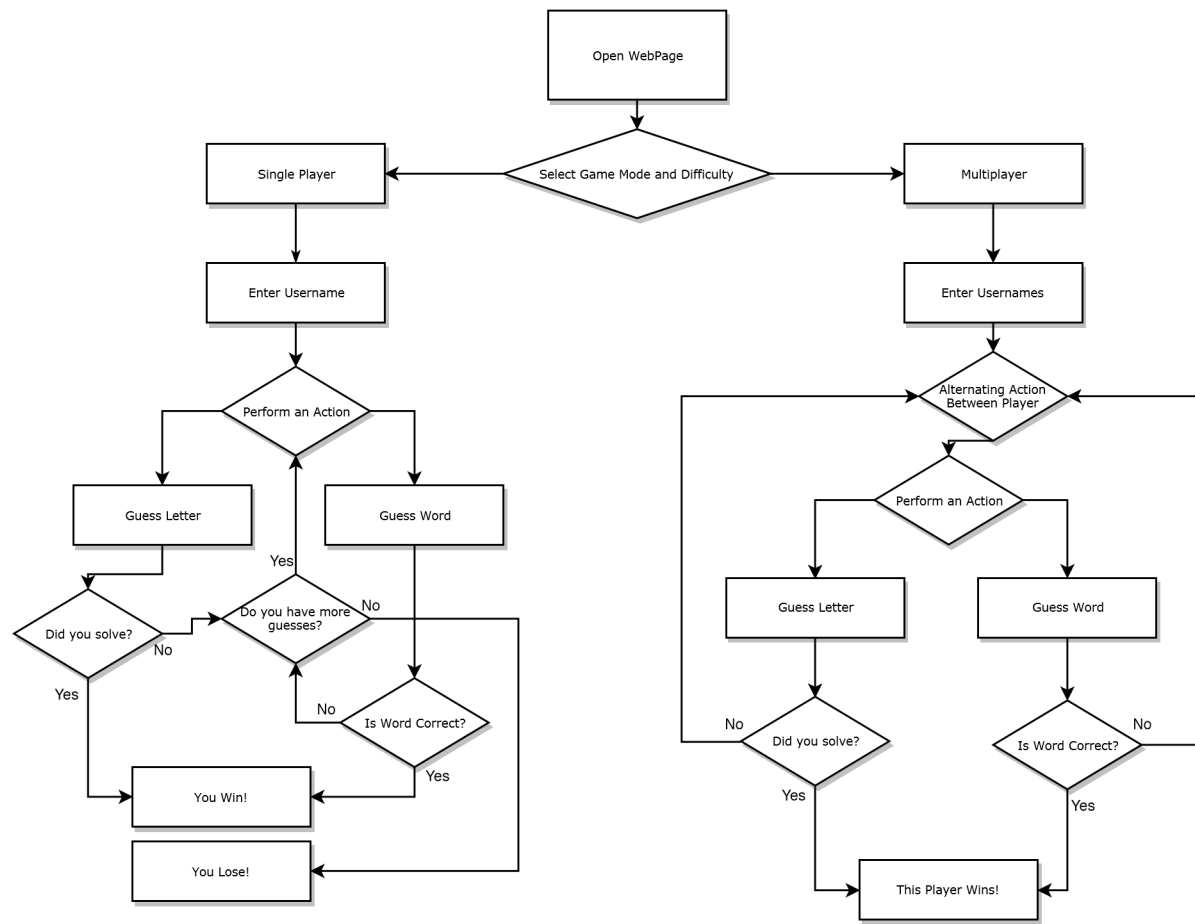 Open WebPage
Single Player
Select Game Mode and Difficulty
Multiplayer
Enter Username
Enter Usernames
Perform an Action
Alternating Action
Between Player
Guess Letter
Guess Word
Perform an Action
Yes
Did you solve?
No
Do you have more
guesses?
No
Guess Letter
Guess Word
Yes
No
Is Word Correct?
Yes
No
Did you solve?
Yes
Is Word Correct?
No
Yes
You Win!
You Lose!
This Player Wins!